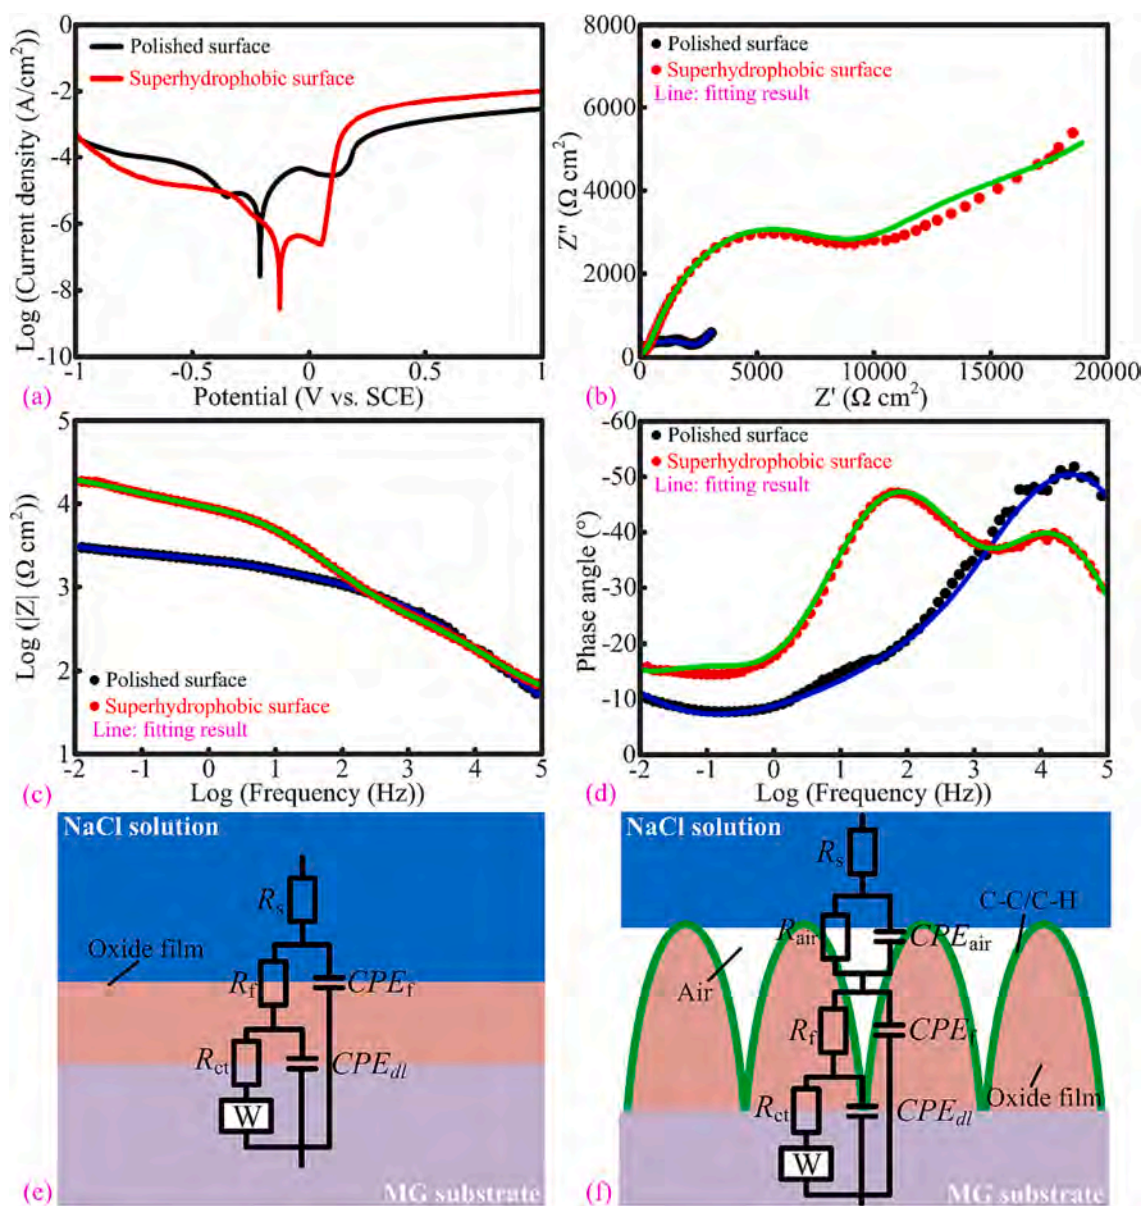 0
-2
-4
-6
-8
-10
Log (Current density (A/cm²))
Polished surface
Superhydrophobic surface
-1
-0.5
0
0.5
1
(a)
Potential (V vs. SCE)
8000
6000
4000
2000
0
Z'' (Ω cm²)
Polished surface
Superhydrophobic surface
Line: fitting result
0
5000
10000
15000
20000
(b)
Z' (Ω cm²)
5
4
3
2
1
Log (|Z| (Ω cm²))
Polished surface
Superhydrophobic surface
Line: fitting result
-2
-1
0
1
2
3
4
5
(c)
Log (Frequency (Hz))
-60
-50
-40
-30
-20
-10
0
Phase angle (°)
Polished surface
Superhydrophobic surface
Line: fitting result
-2
-1
0
1
2
3
4
5
(d)
Log (Frequency (Hz))
NaCl solution
Rs
Oxide film
Rf
CPEf
Rct
CPEdl
W
(e)
MG substrate
NaCl solution
Rs
C-C/C-H
Rair
CPEair
Air
Rf
CPEf
Oxide film
Rct
CPEdl
W
(f)
MG substrate